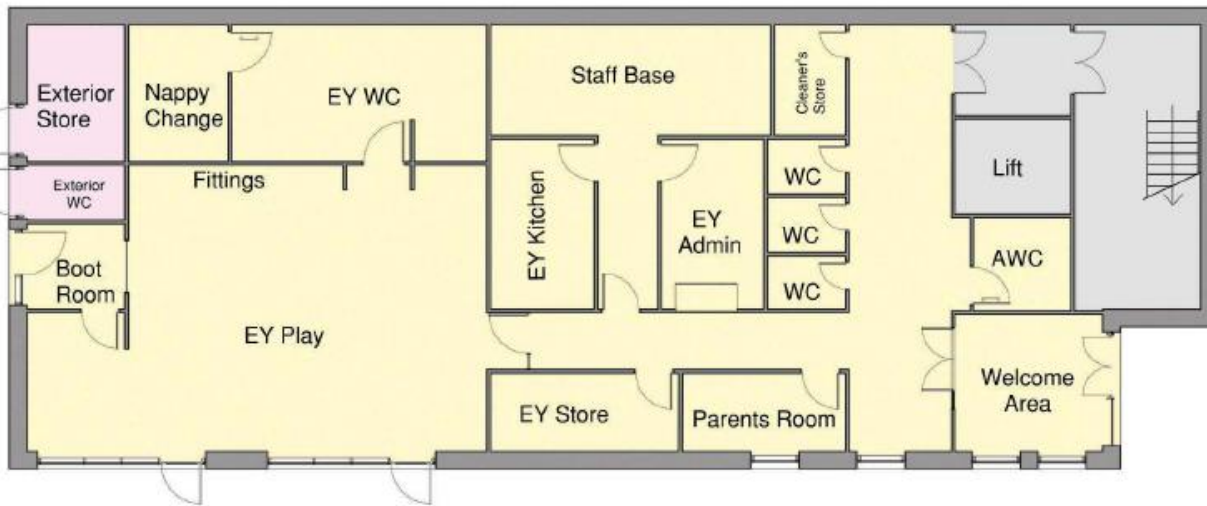 Exterior
Store
Nappy
Change
EY WC
Staff Base
Cleaner's
Store
Lift
Exterior
WC
Fittings
EY Kitchen
EY
Admin
WC
WC
WC
AWC
Boot
Room
EY Play
EY Store
Parents Room
Welcome
Area